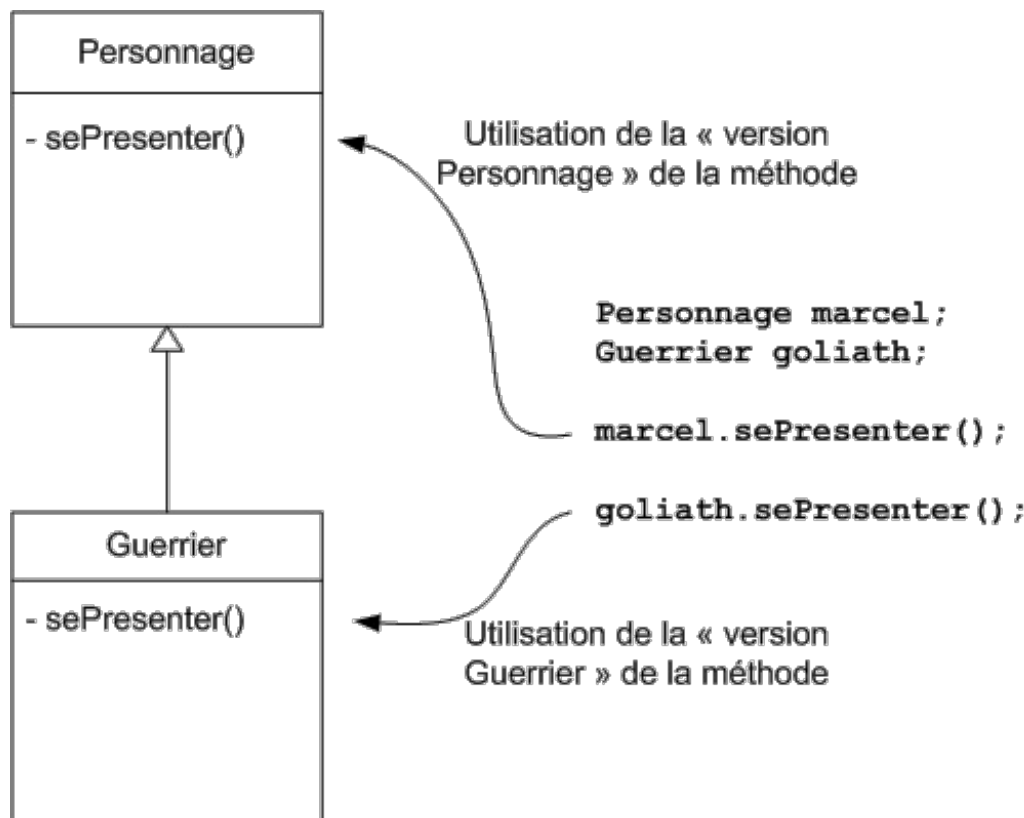 Personnage
- sePresenter()
Utilisation de la « version
Personnage » de la méthode
Personnage marcel;
Guerrier goliath;
marcel.sePresenter();
goliath.sePresenter();
Guerrier
- sePresenter()
Utilisation de la « version
Guerrier » de la méthode